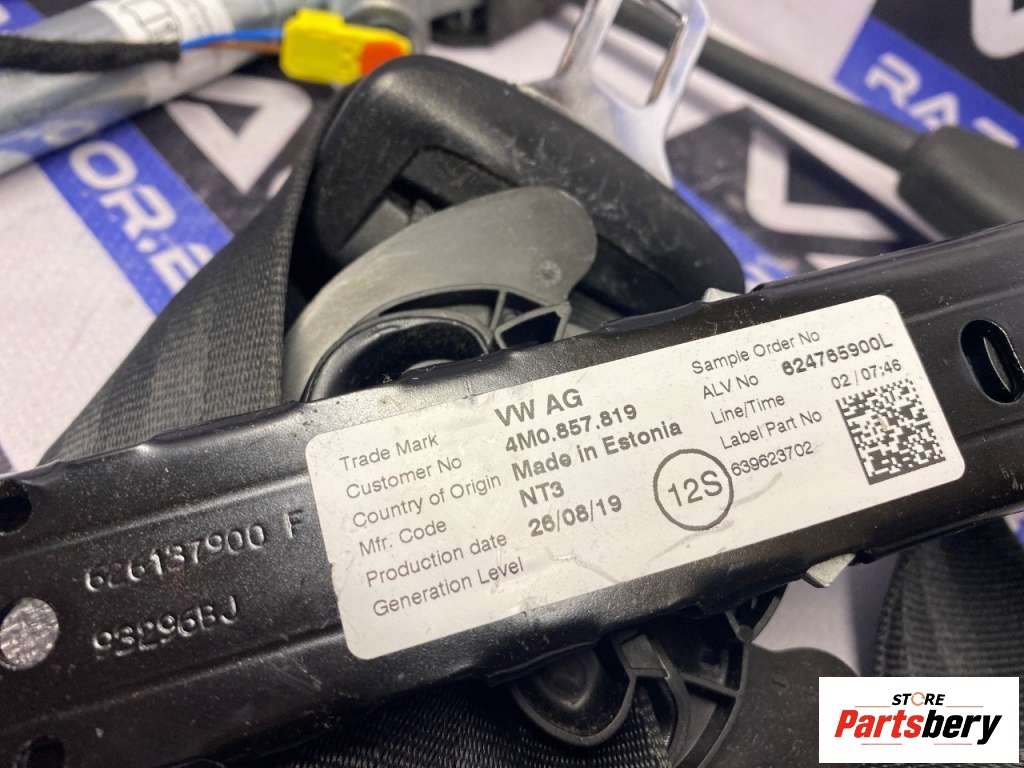 OR.E
RAZ
Trade Mark VW AG
Customer No 4M0.857.819
Country of Origin Made in Estonia
Mfr. Code NT3
Production date 26/08/19
Generation Level
12S
Sample Order No
ALV No 624765900L
Line/Time 02 / 07:46
Label/Part No
639623702
626137900 F
93296BJ
STORE
Partsbery